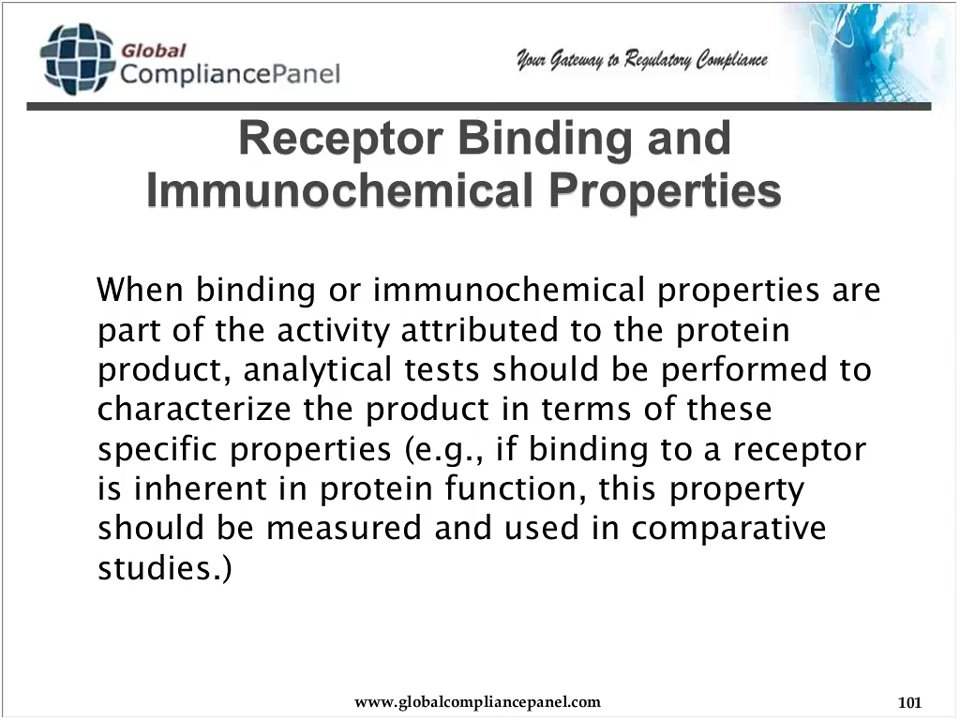 Global
CompliancePanel
Your Gateway to Regulatory Compliance
Receptor Binding and
Immunochemical Properties
When binding or immunochemical properties are
part of the activity attributed to the protein
product, analytical tests should be performed to
characterize the product in terms of these
specific properties (e.g., if binding to a receptor
is inherent in protein function, this property
should be measured and used in comparative
studies.)
www.globalcompliancepanel.com
101